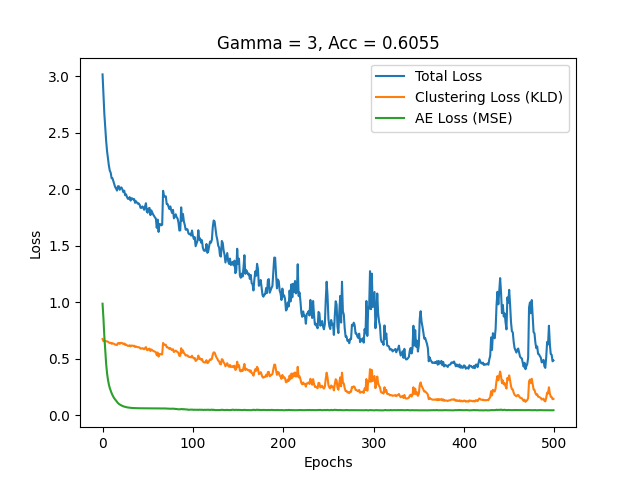 Gamma = 3, Acc = 0.6055
Total Loss
Clustering Loss (KLD)
AE Loss (MSE)
3.0
2.5
2.0
1.5
1.0
0.5
0.0
Loss
0 100 200 300 400 500
Epochs